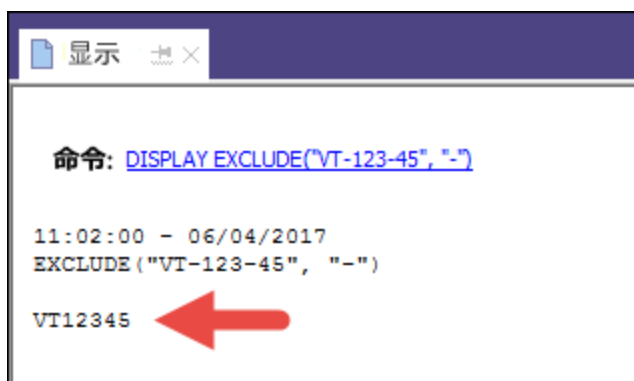 显示
命令: DISPLAY EXCLUDE("VT-123-45", "-")
11:02:00 - 06/04/2017
EXCLUDE("VT-123-45", "-")
VT12345